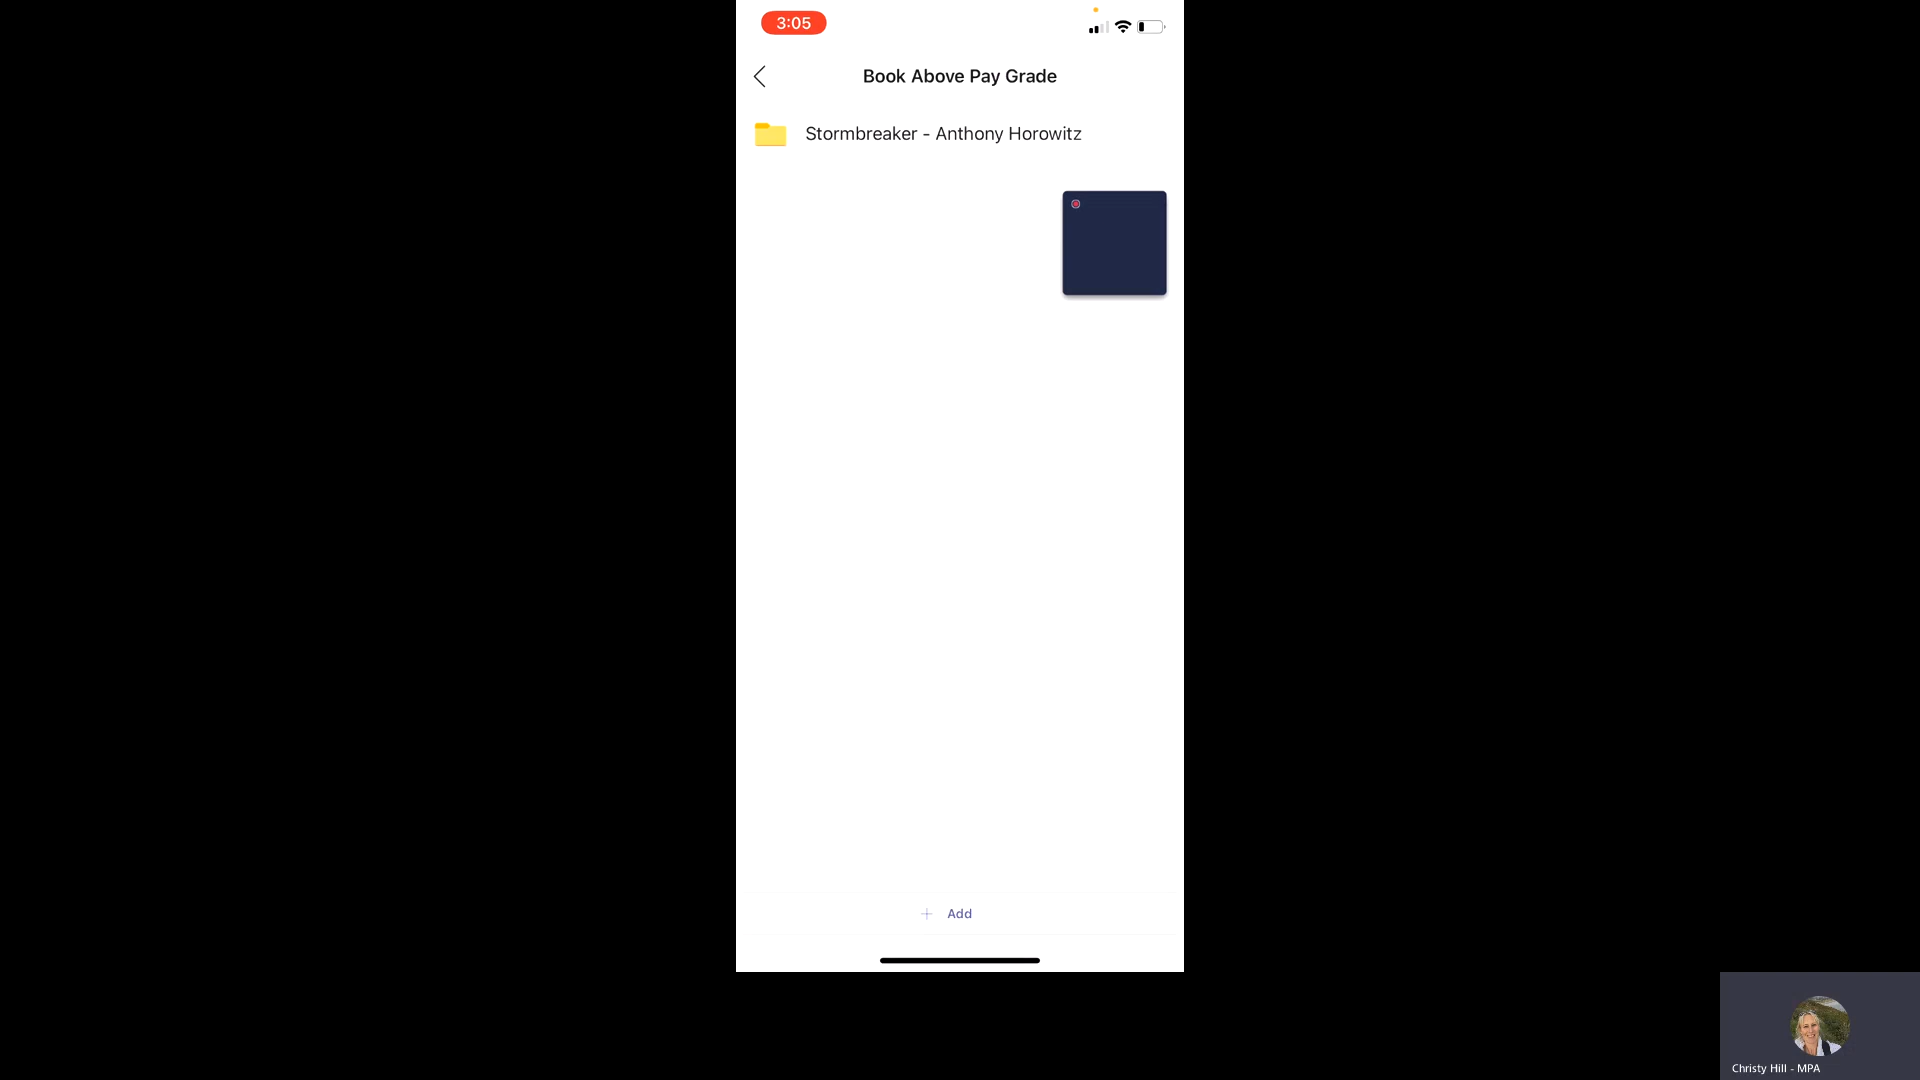 3:05
Book Above Pay Grade
Stormbreaker - Anthony Horowitz
Add
Christy Hill - MPA